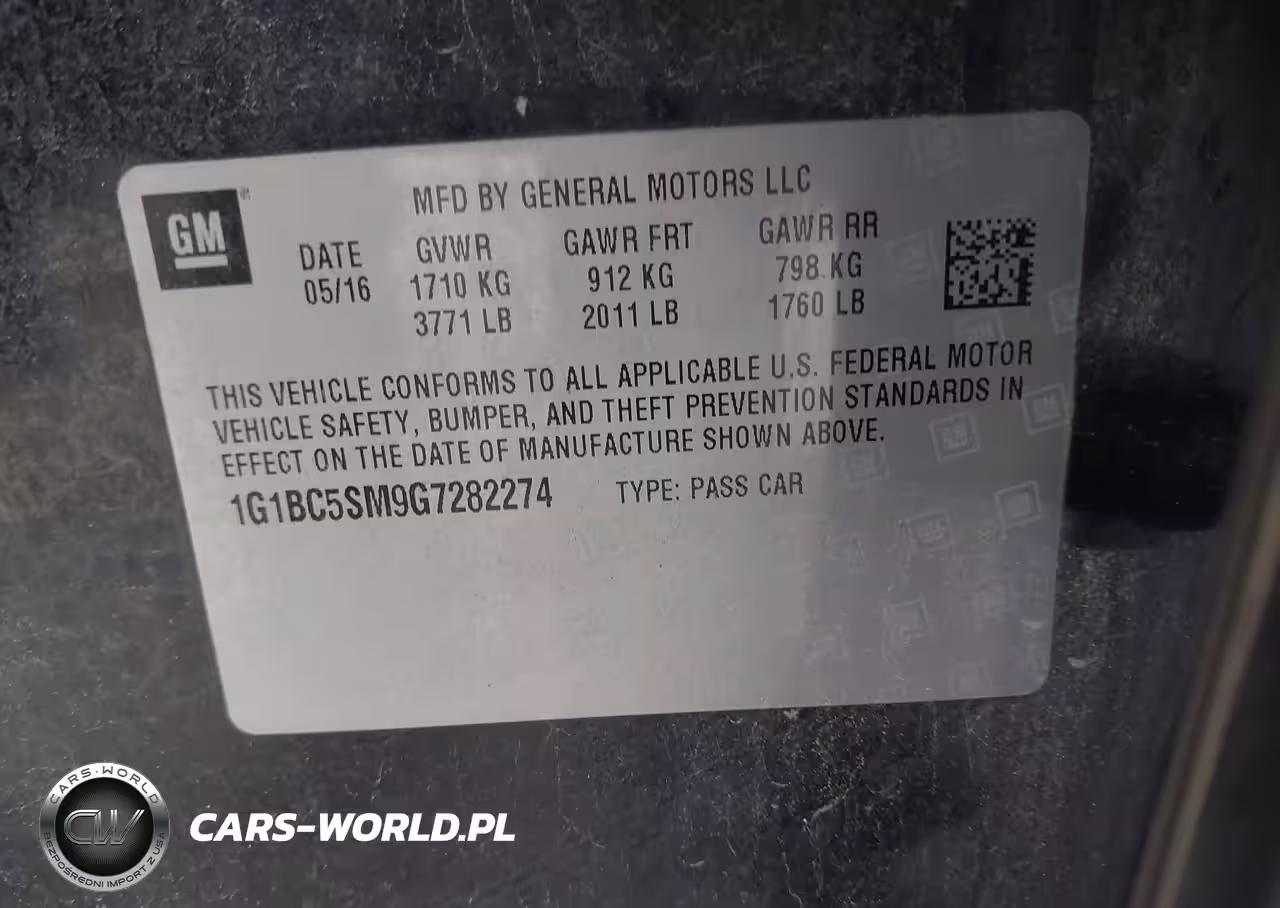 MFD BY GENERAL MOTORS LLC
GM
DATE GVWR GAWR FRT GAWR RR
05/16 1710 KG 912 KG 798 KG
3771 LB 2011 LB 1760 LB
THIS VEHICLE CONFORMS TO ALL APPLICABLE U.S. FEDERAL MOTOR
VEHICLE SAFETY, BUMPER, AND THEFT PREVENTION STANDARDS IN
EFFECT ON THE DATE OF MANUFACTURE SHOWN ABOVE.
1G1BC5SM9G7282274 TYPE: PASS CAR
CARS-WORLD
CW
BEZPOŚREDNI IMPORT Z USA
CARS-WORLD.PL